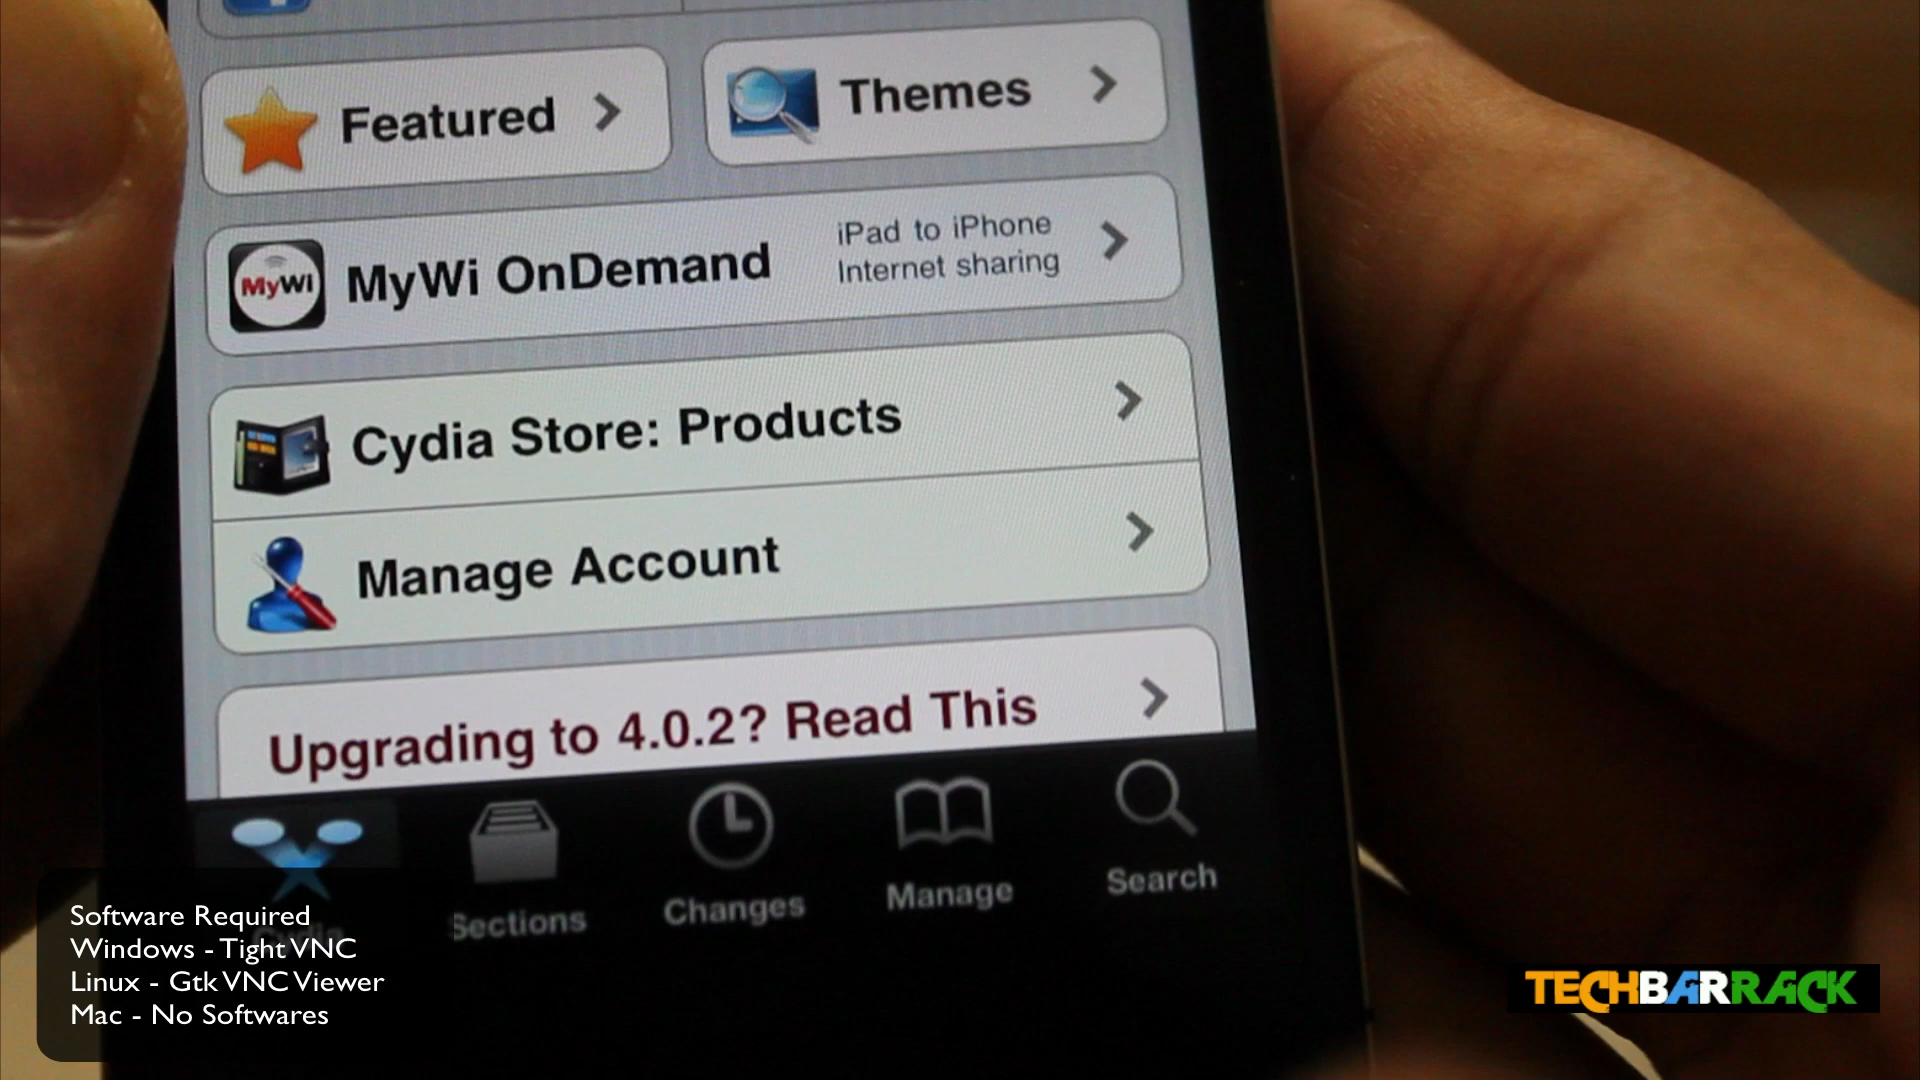 Featured
Themes
MyWi
MyWi OnDemand
iPad to iPhone
Internet sharing
Cydia Store: Products
Manage Account
Upgrading to 4.0.2? Read This
Cydia
Sections
Changes
Manage
Search
Software Required
Windows - Tight VNC
Linux - Gtk VNC Viewer
Mac - No Softwares
TECHBARRACK